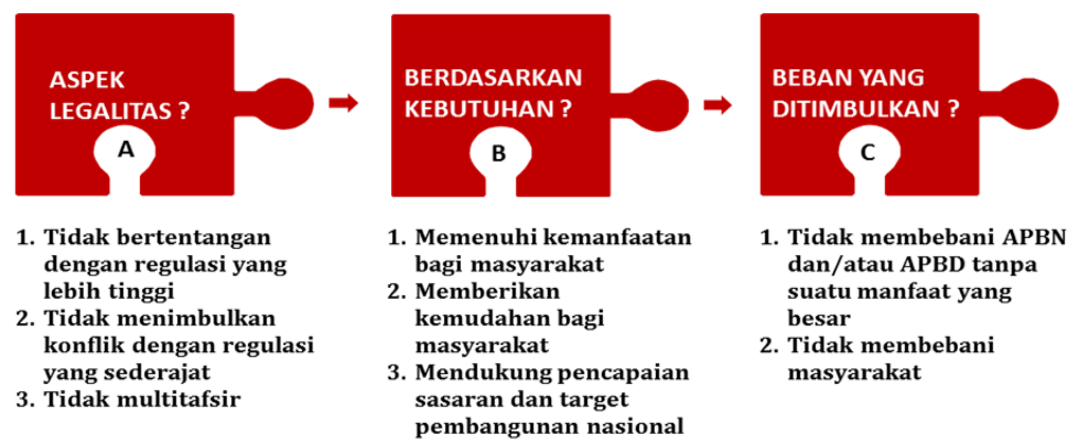 ASPEK
LEGALITAS ?
A
1. Tidak bertentangan
dengan regulasi yang
lebih tinggi
2. Tidak menimbulkan
konflik dengan regulasi
yang sederajat
3. Tidak multitafsir
BERDASARKAN
KEBUTUHAN ?
B
1. Memenuhi kemanfaatan
bagi masyarakat
2. Memberikan
kemudahan bagi
masyarakat
3. Mendukung pencapaian
sasaran dan target
pembangunan nasional
BEBAN YANG
DITIMBULKAN ?
C
1. Tidak membebani APBN
dan/atau APBD tanpa
suatu manfaat yang
besar
2. Tidak membebani
masyarakat